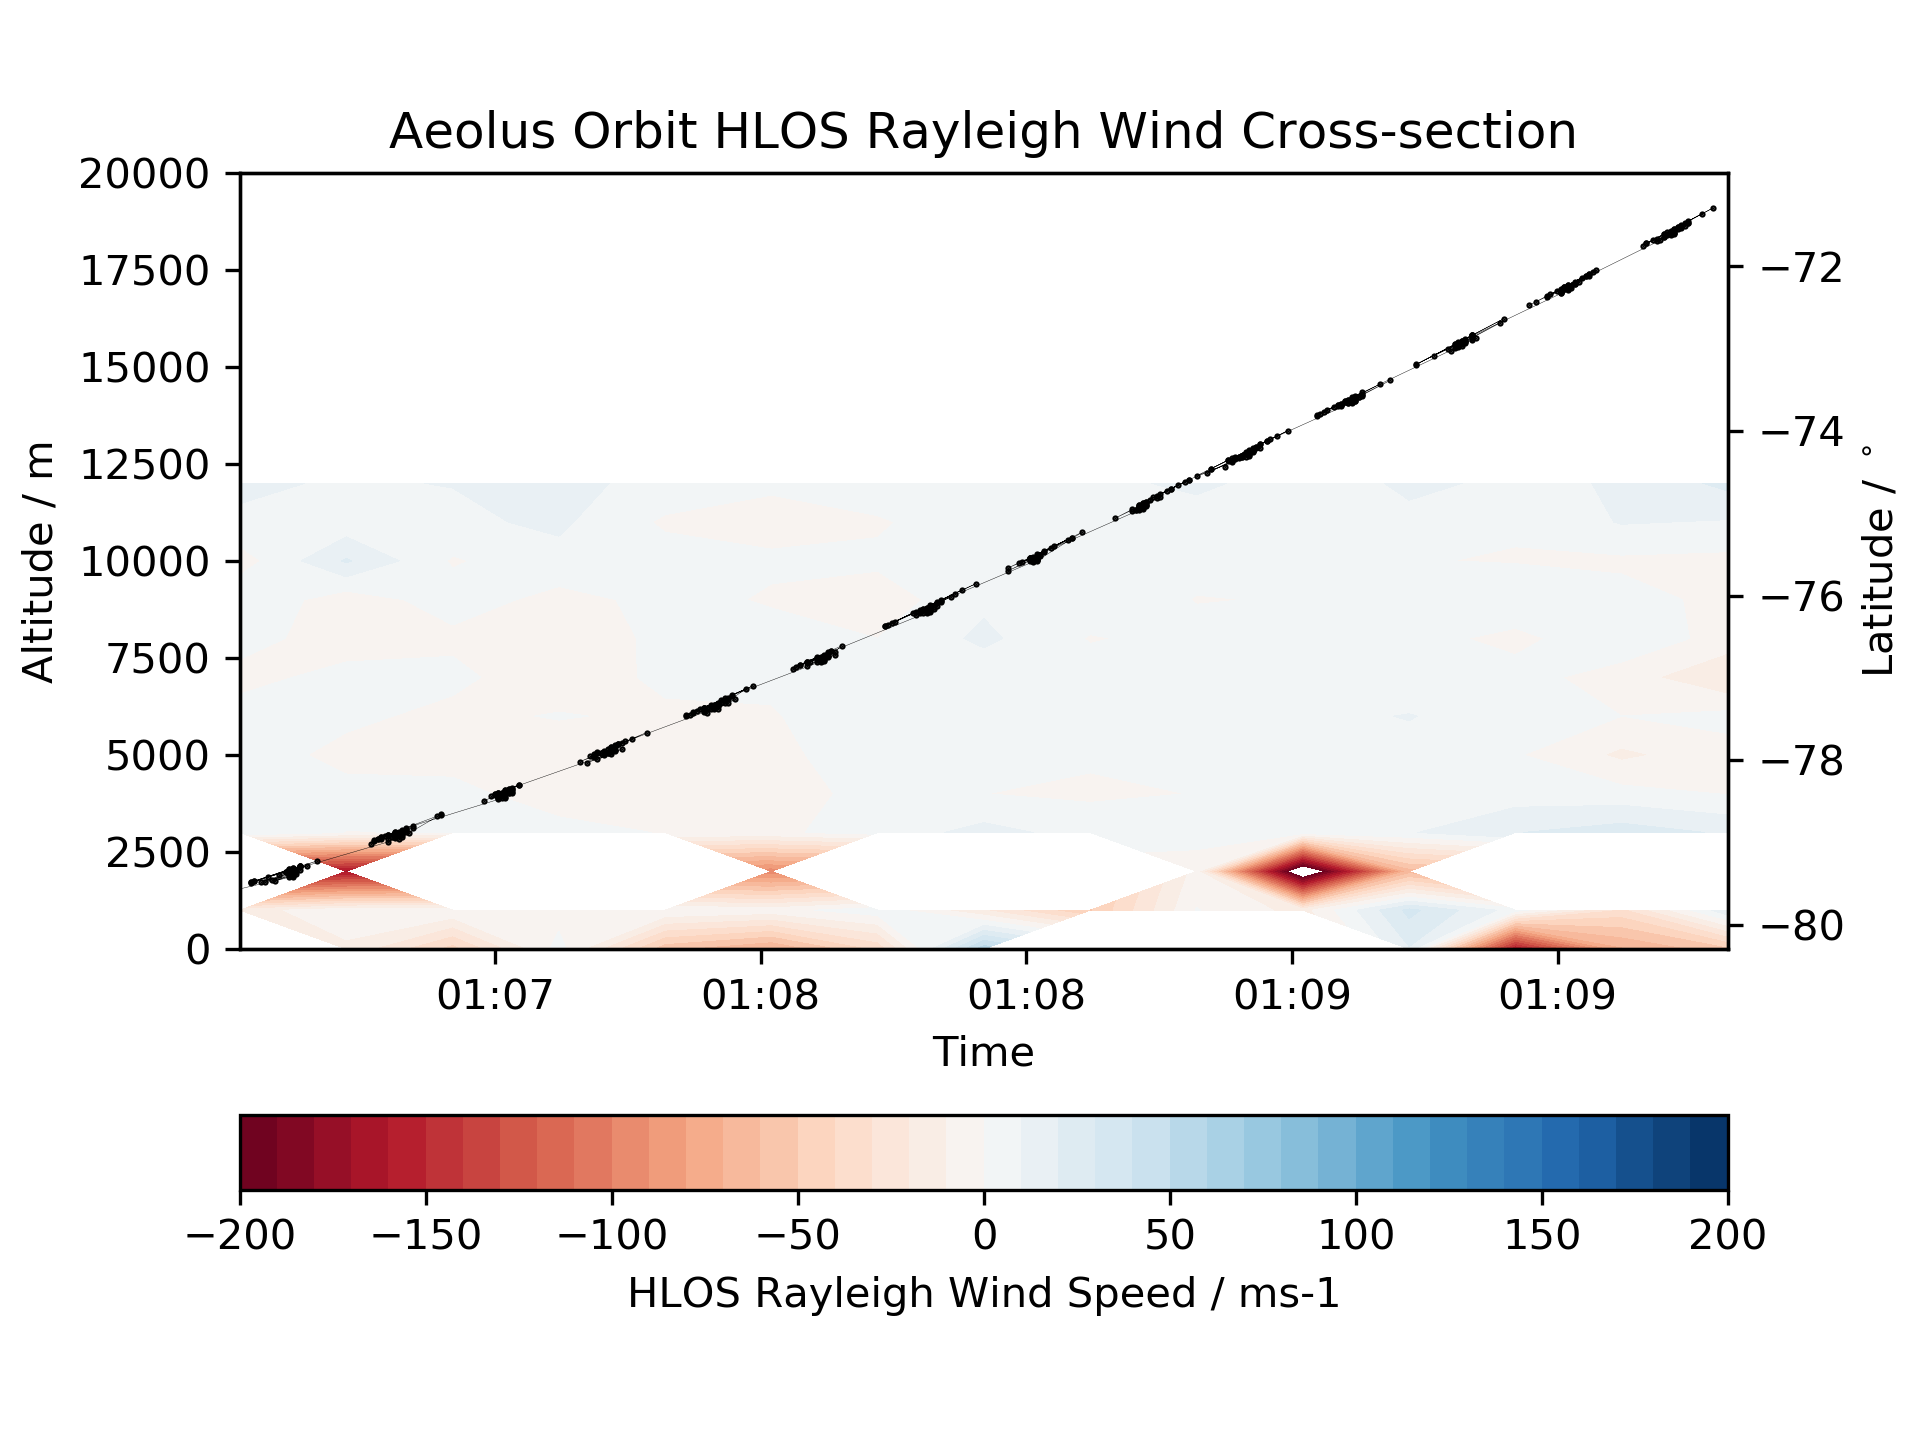 Aeolus Orbit HLOS Rayleigh Wind Cross-section
20000
17500
15000
12500
10000
7500
5000
2500
0
Altitude / m
−72
−74
−76
−78
−80
Latitude / °
01:07 01:08 01:08 01:09 01:09
Time
−200 −150 −100 −50 0 50 100 150 200
HLOS Rayleigh Wind Speed / ms-1